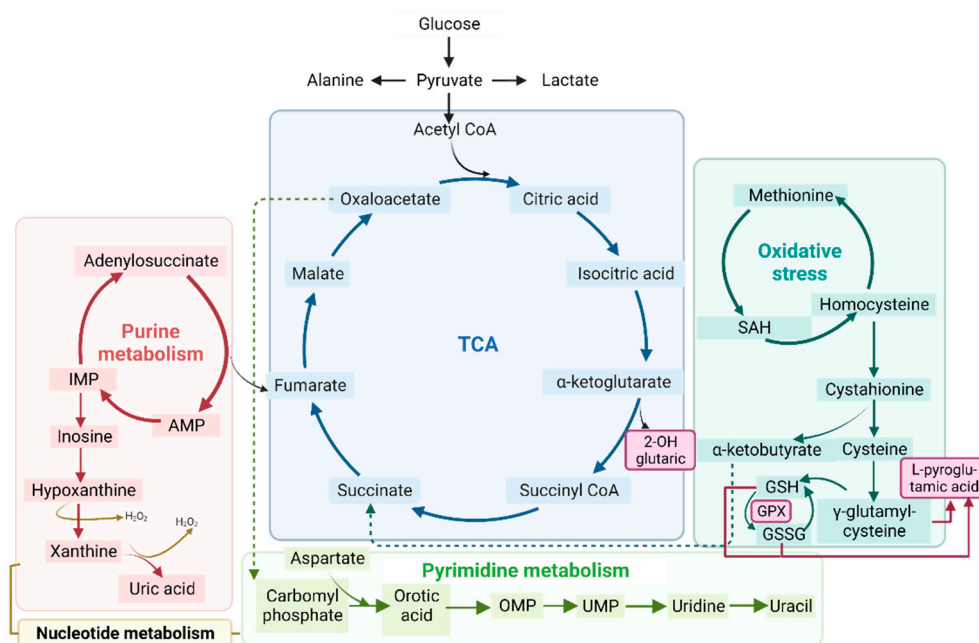 Glucose
Alanine
Pyruvate
Lactate
Acetyl CoA
Oxaloacetate
Citric acid
Malate
Isocitric acid
TCA
Fumarate
α-ketoglutarate
2-OH
glutaric
Succinate
Succinyl CoA
Adenylosuccinate
Purine
metabolism
IMP
AMP
Inosine
Hypoxanthine
H₂O₂
H₂O₂
Xanthine
Uric acid
Nucleotide metabolism
Methionine
Oxidative
stress
SAH
Homocysteine
Cystahionine
α-ketobutyrate
Cysteine
L-pyroglu-
tamic acid
GSH
GPX
GSSG
γ-glutamyl-
cysteine
Aspartate
Pyrimidine metabolism
Carbomyl
phosphate
Orotic
acid
OMP
UMP
Uridine
Uracil